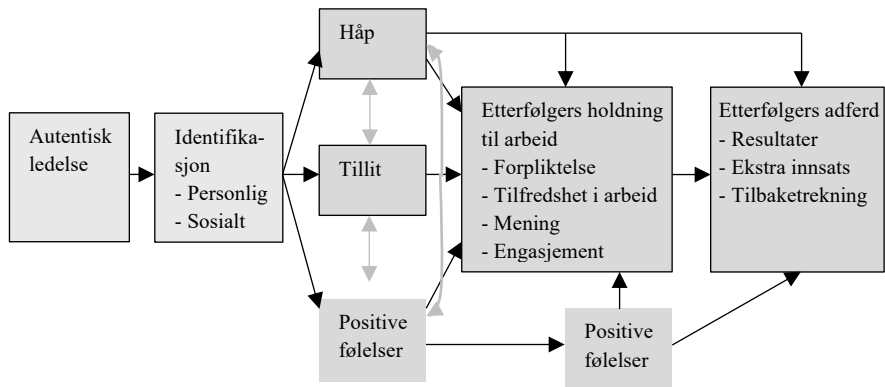 Autentisk
ledelse
Identifika-
sjon
- Personlig
- Sosialt
Håp
Tillit
Positive
følelser
Etterfølgers holdning
til arbeid
- Forpliktelse
- Tilfredshet i arbeid
- Mening
- Engasjement
Positive
følelser
Etterfølgers adferd
- Resultater
- Ekstra innsats
- Tilbaketrekning